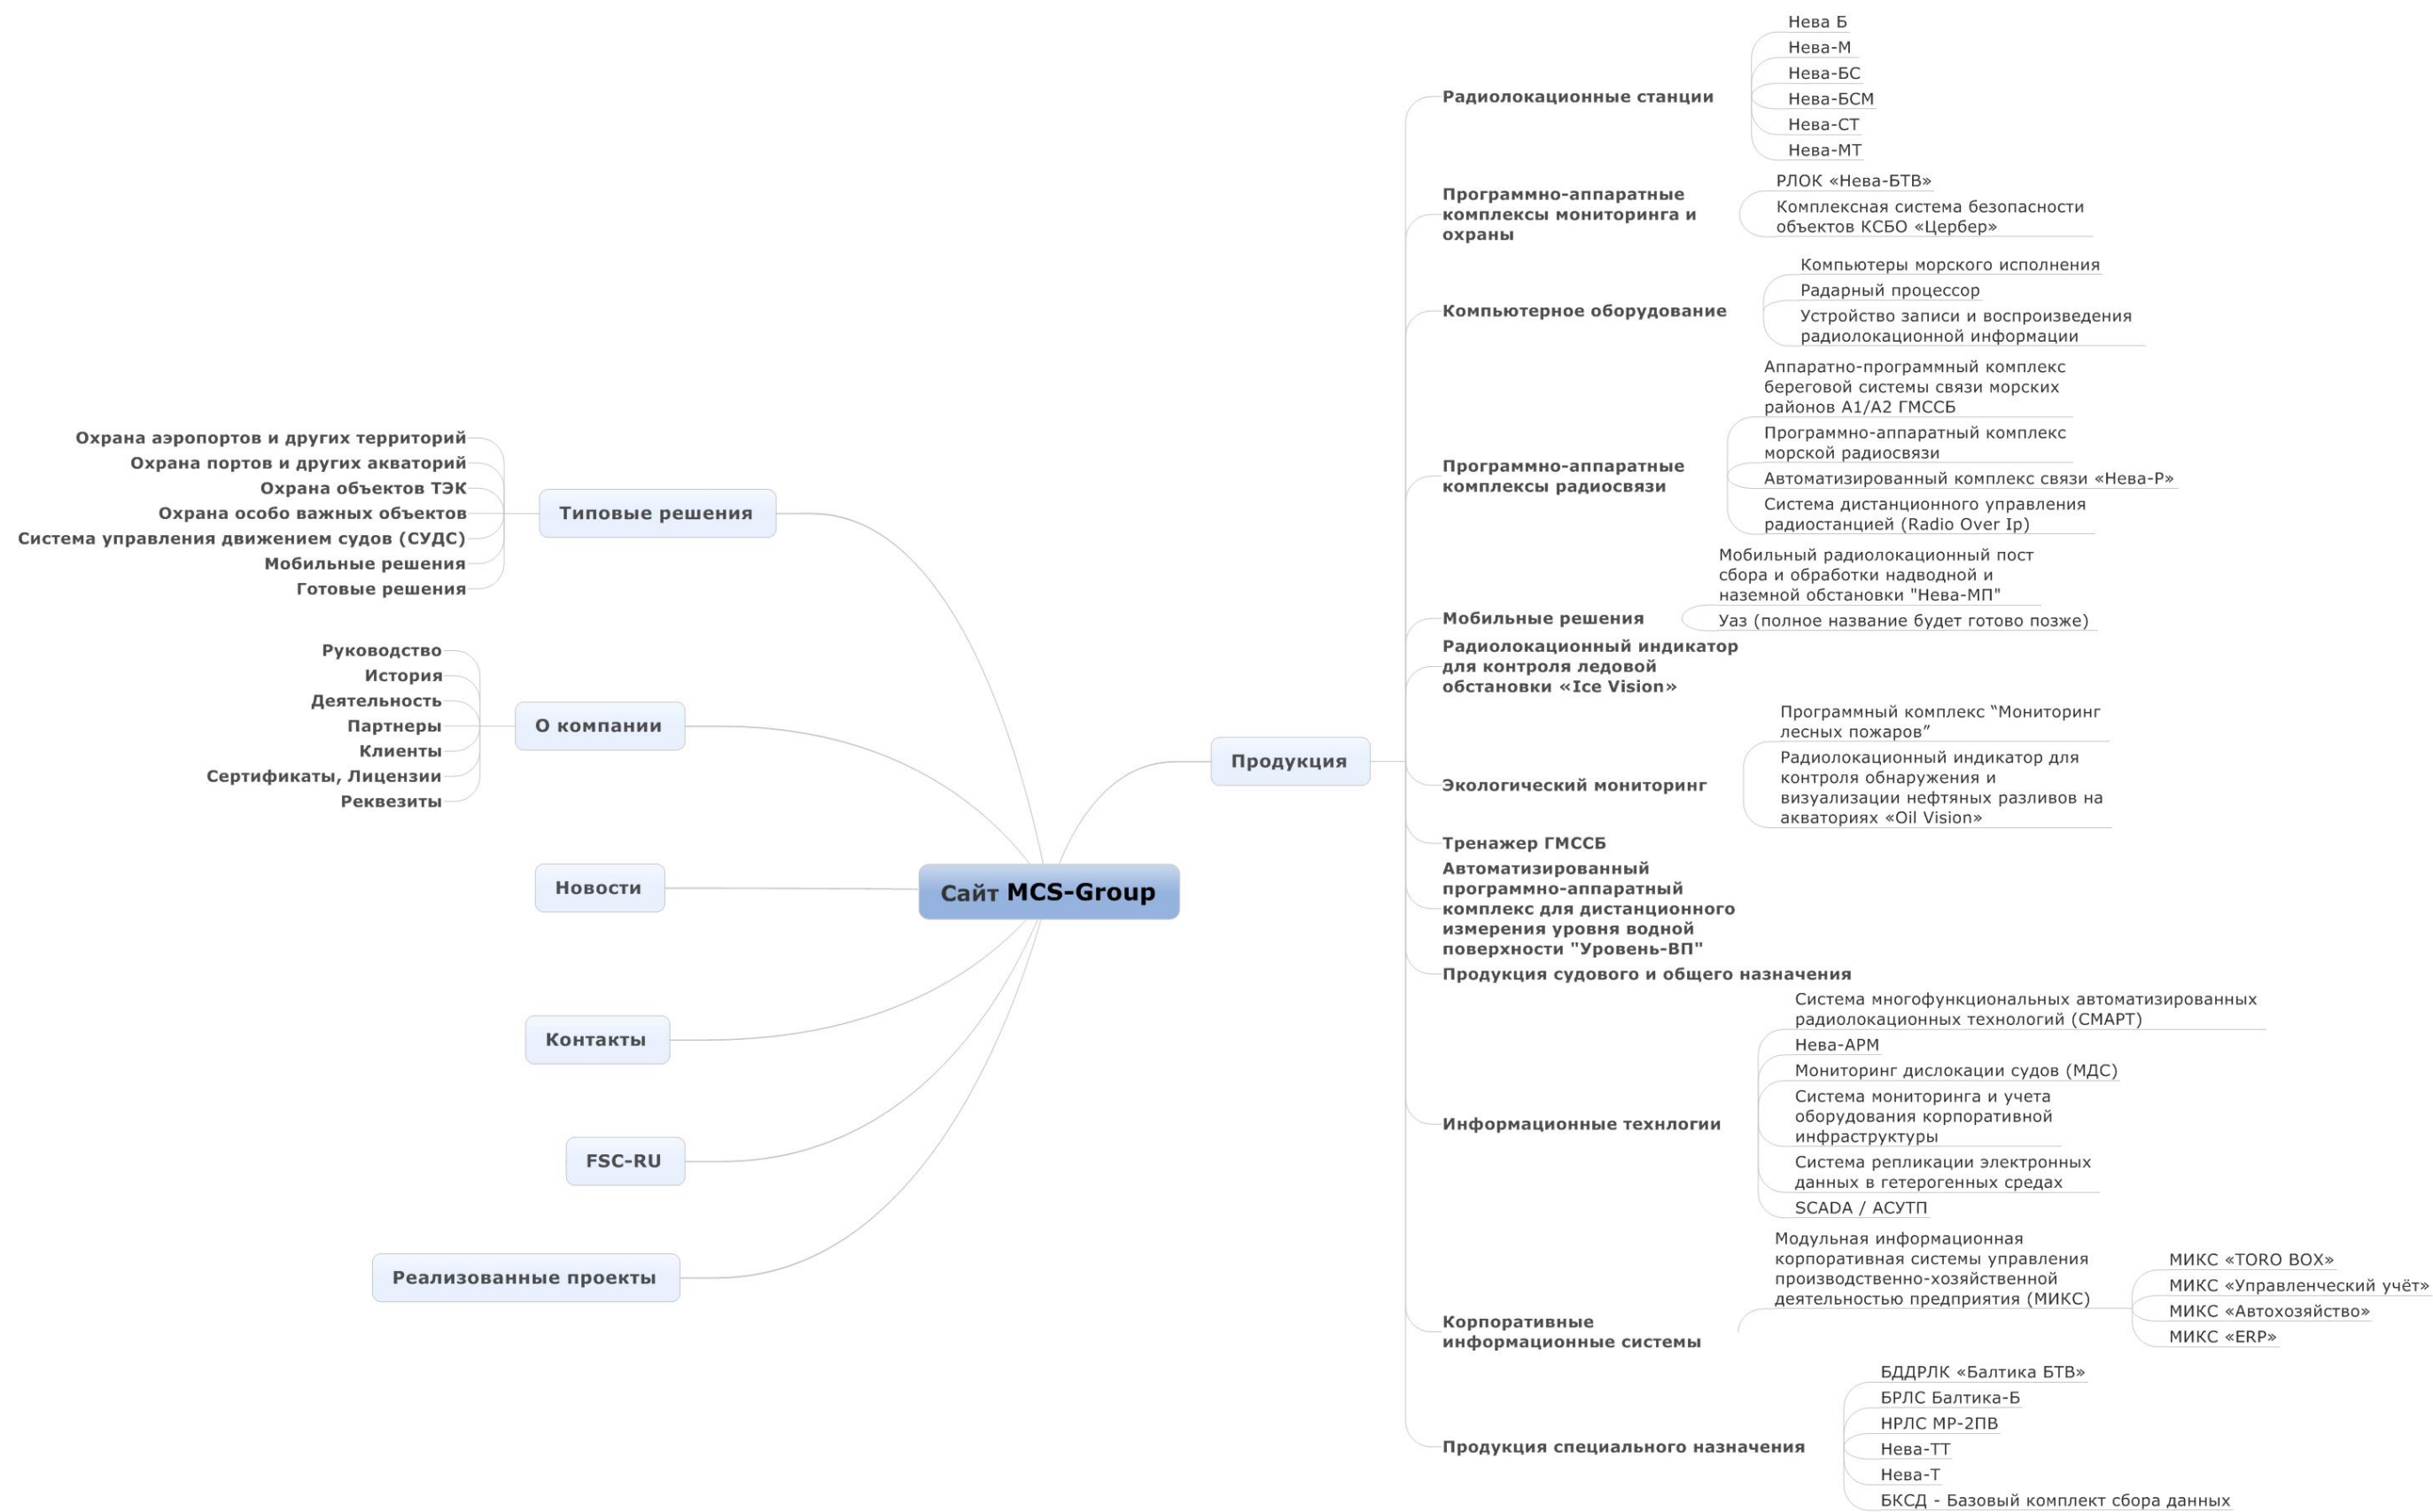 Сайт MCS-Group
Типовые решения
Охрана аэропортов и других территорий
Охрана портов и других акваторий
Охрана объектов ТЭК
Охрана особо важных объектов
Система управления движением судов (СУДС)
Мобильные решения
Готовые решения
О компании
Руководство
История
Деятельность
Партнеры
Клиенты
Сертификаты, Лицензии
Реквезиты
Новости
Контакты
FSC-RU
Реализованные проекты
Продукция
Радиолокационные станции
Нева Б
Нева-М
Нева-БС
Нева-БСМ
Нева-СТ
Нева-МТ
Программно-аппаратные
комплексы мониторинга и
охраны
РЛОК «Нева-БТВ»
Комплексная система безопасности
объектов КСБО «Цербер»
Компьютерное оборудование
Компьютеры морского исполнения
Радарный процессор
Устройство записи и воспроизведения
радиолокационной информации
Программно-аппаратные
комплексы радиосвязи
Аппаратно-программный комплекс
береговой системы связи морских
районов А1/А2 ГМССБ
Программно-аппаратный комплекс
морской радиосвязи
Автоматизированный комплекс связи «Нева-Р»
Система дистанционного управления
радиостанцией (Radio Over Ip)
Мобильные решения
Мобильный радиолокационный пост
сбора и обработки надводной и
наземной обстановки "Нева-МП"
Уаз (полное название будет готово позже)
Радиолокационный индикатор
для контроля ледовой
обстановки «Ice Vision»
Экологический мониторинг
Программный комплекс “Мониторинг
лесных пожаров”
Радиолокационный индикатор для
контроля обнаружения и
визуализации нефтяных разливов на
акваториях «Oil Vision»
Тренажер ГМССБ
Автоматизированный
программно-аппаратный
комплекс для дистанционного
измерения уровня водной
поверхности "Уровень-ВП"
Продукция судового и общего назначения
Информационные технлогии
Система многофункциональных автоматизированных
радиолокационных технологий (СМАРТ)
Нева-АРМ
Мониторинг дислокации судов (МДС)
Система мониторинга и учета
оборудования корпоративной
инфраструктуры
Система репликации электронных
данных в гетерогенных средах
SCADA / АСУТП
Корпоративные
информационные системы
Модульная информационная
корпоративная системы управления
производственно-хозяйственной
деятельностью предприятия (МИКС)
МИКС «TORO BOX»
МИКС «Управленческий учёт»
МИКС «Автохозяйство»
МИКС «ERP»
Продукция специального назначения
БДДРЛК «Балтика БТВ»
БРЛС Балтика-Б
НРЛС МР-2ПВ
Нева-ТТ
Нева-Т
БКСД - Базовый комплект сбора данных